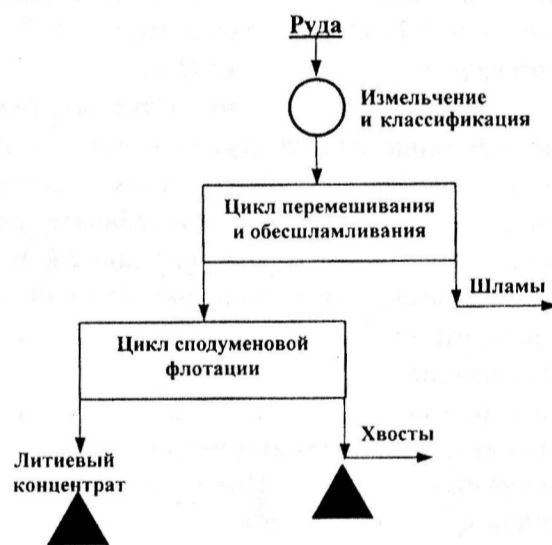 Руда
Измельчение
и классификация
Цикл перемешивания
и обесшламливания
Шламы
Цикл сподуменовой
флотации
Хвосты
Литиевый
концентрат